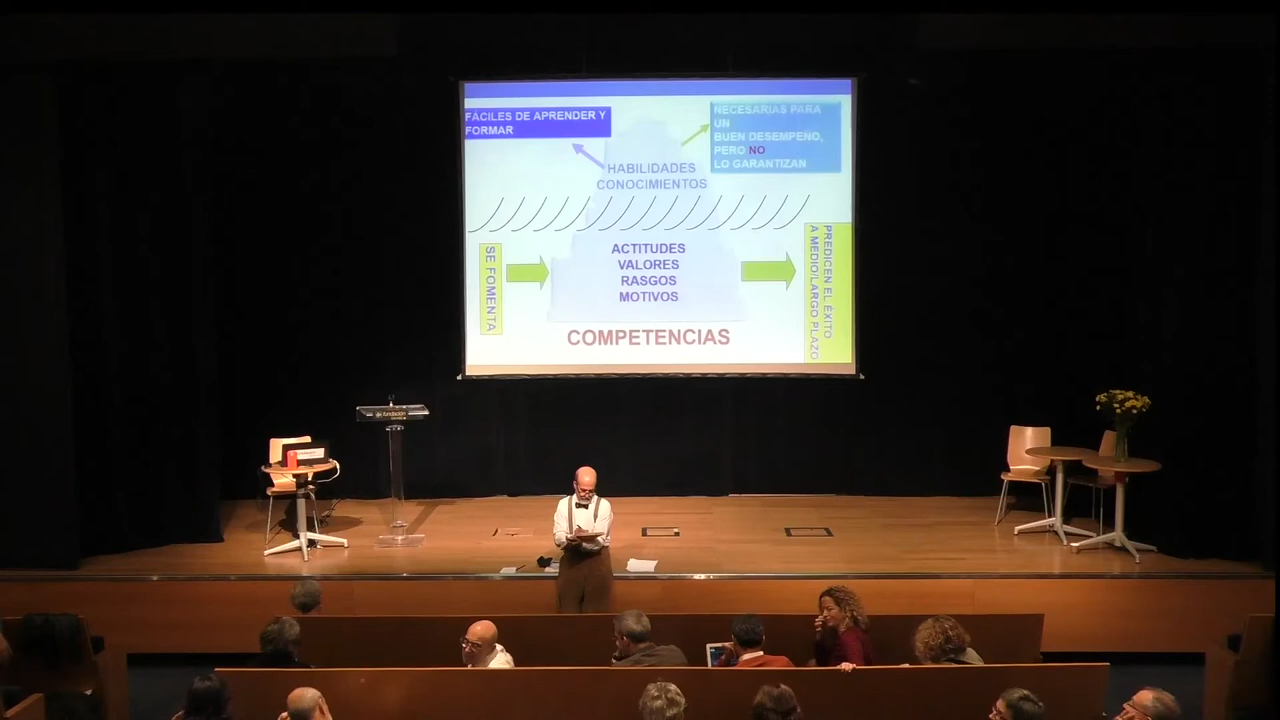 FÁCILES DE APRENDER Y
FORMAR
NECESARIAS PARA
UN
BUEN DESEMPEÑO,
PERO NO
LO GARANTIZAN
HABILIDADES
CONOCIMIENTOS
SE FOMENTA
ACTITUDES
VALORES
RASGOS
MOTIVOS
PREDICEN EL ÉXITO
A MEDIO/LARGO PLAZO
COMPETENCIAS
fundación